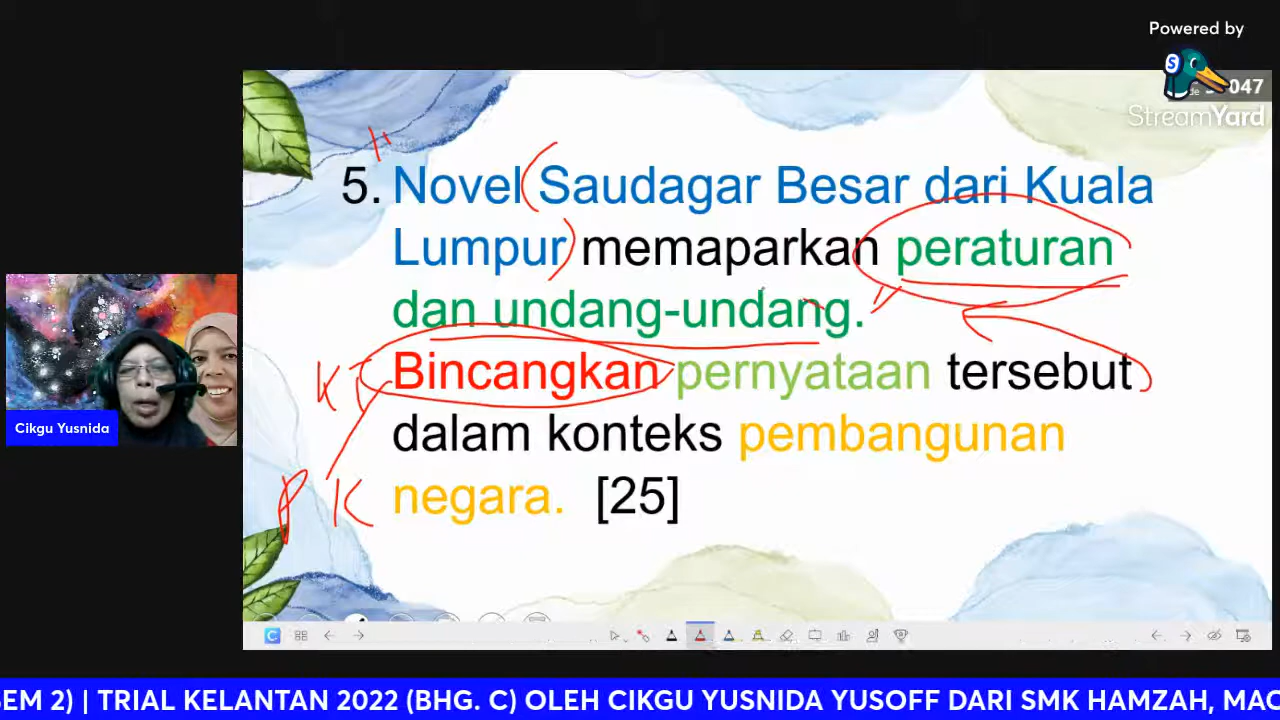 Powered by
047
StreamYard
5. Novel Saudagar Besar dari Kuala
Lumpur memaparkan peraturan
dan undang-undang.
Bincangkan pernyataan tersebut
dalam konteks pembangunan
negara. [25]
P K
Cikgu Yusnida
SEM 2) | TRIAL KELANTAN 2022 (BHG. C) OLEH CIKGU YUSNIDA YUSOFF DARI SMK HAMZAH, MAC